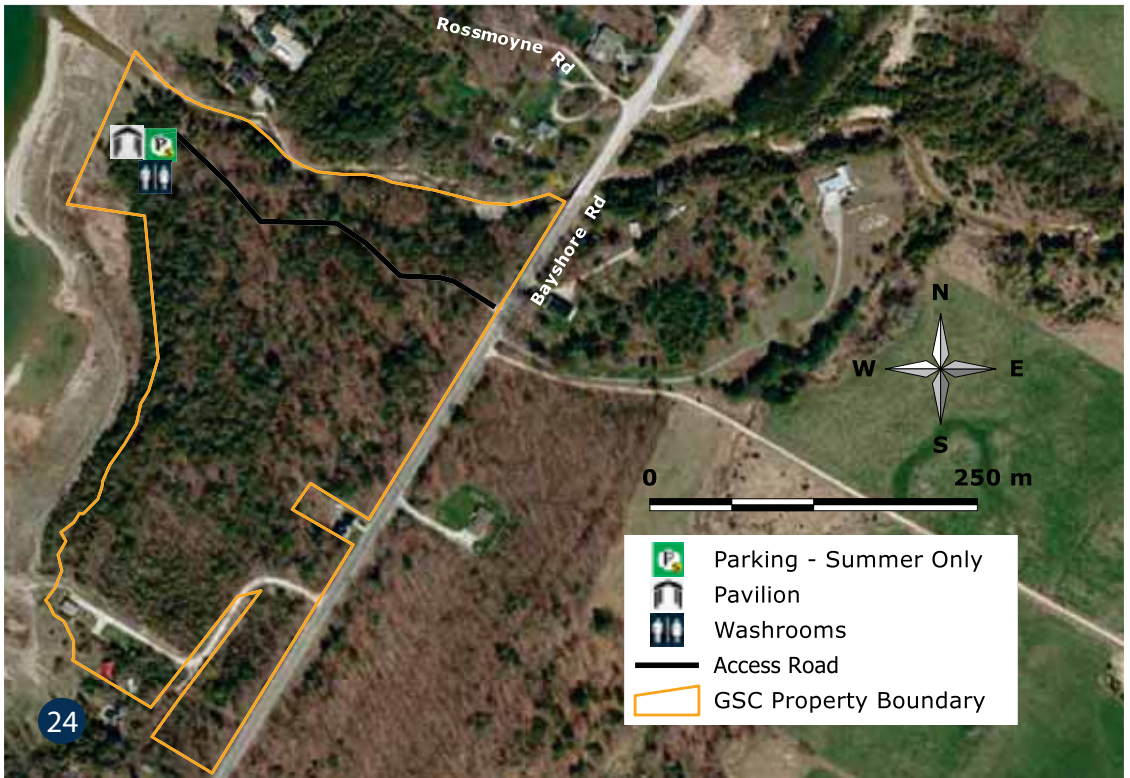 Rossmoyne Rd
Bayshore Rd
N
W E
S
0 250 m
P Parking - Summer Only
Pavilion
Washrooms
Access Road
GSC Property Boundary
P
24